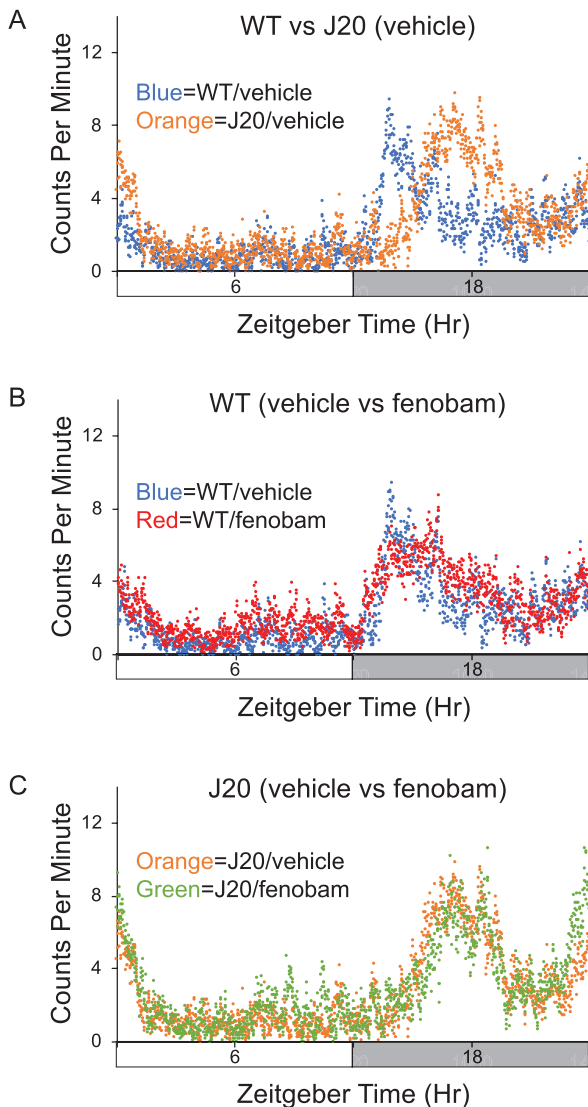 A
WT vs J20 (vehicle)
Counts Per Minute
12
8
4
0
Blue=WT/vehicle
Orange=J20/vehicle
6
18
Zeitgeber Time (Hr)
B
WT (vehicle vs fenobam)
Counts Per Minute
12
8
4
0
Blue=WT/vehicle
Red=WT/fenobam
6
18
Zeitgeber Time (Hr)
C
J20 (vehicle vs fenobam)
Counts Per Minute
12
8
4
0
Orange=J20/vehicle
Green=J20/fenobam
6
18
Zeitgeber Time (Hr)